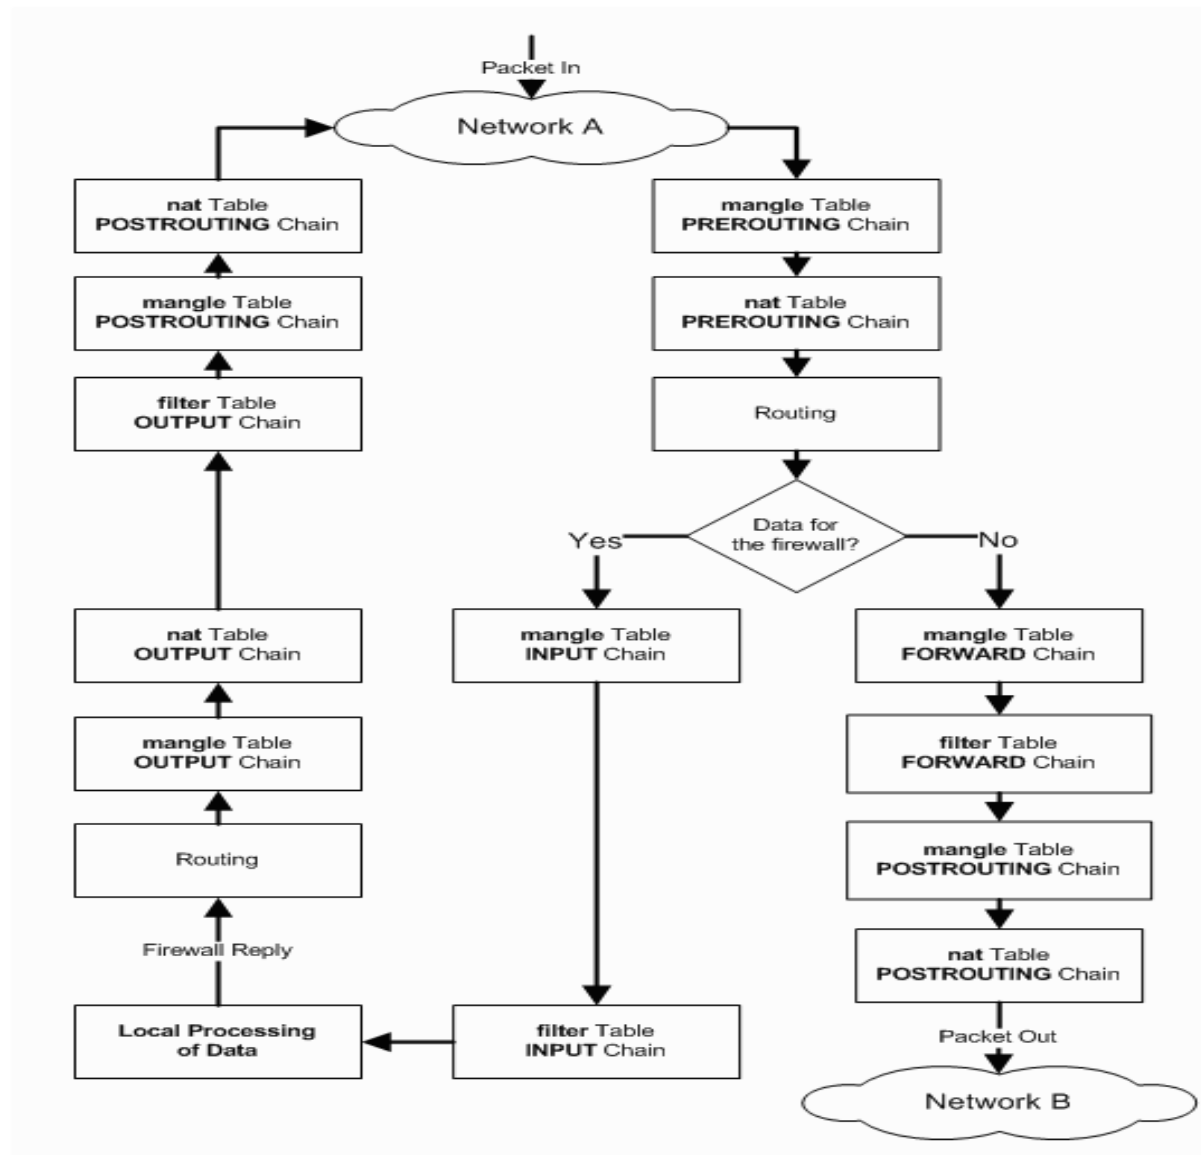 Packet In
Network A
nat Table
POSTROUTING Chain
mangle Table
PREROUTING Chain
mangle Table
POSTROUTING Chain
nat Table
PREROUTING Chain
filter Table
OUTPUT Chain
Routing
Data for
the firewall?
Yes
No
nat Table
OUTPUT Chain
mangle Table
INPUT Chain
mangle Table
FORWARD Chain
mangle Table
OUTPUT Chain
filter Table
FORWARD Chain
Routing
mangle Table
POSTROUTING Chain
Firewall Reply
nat Table
POSTROUTING Chain
Local Processing
of Data
filter Table
INPUT Chain
Packet Out
Network B